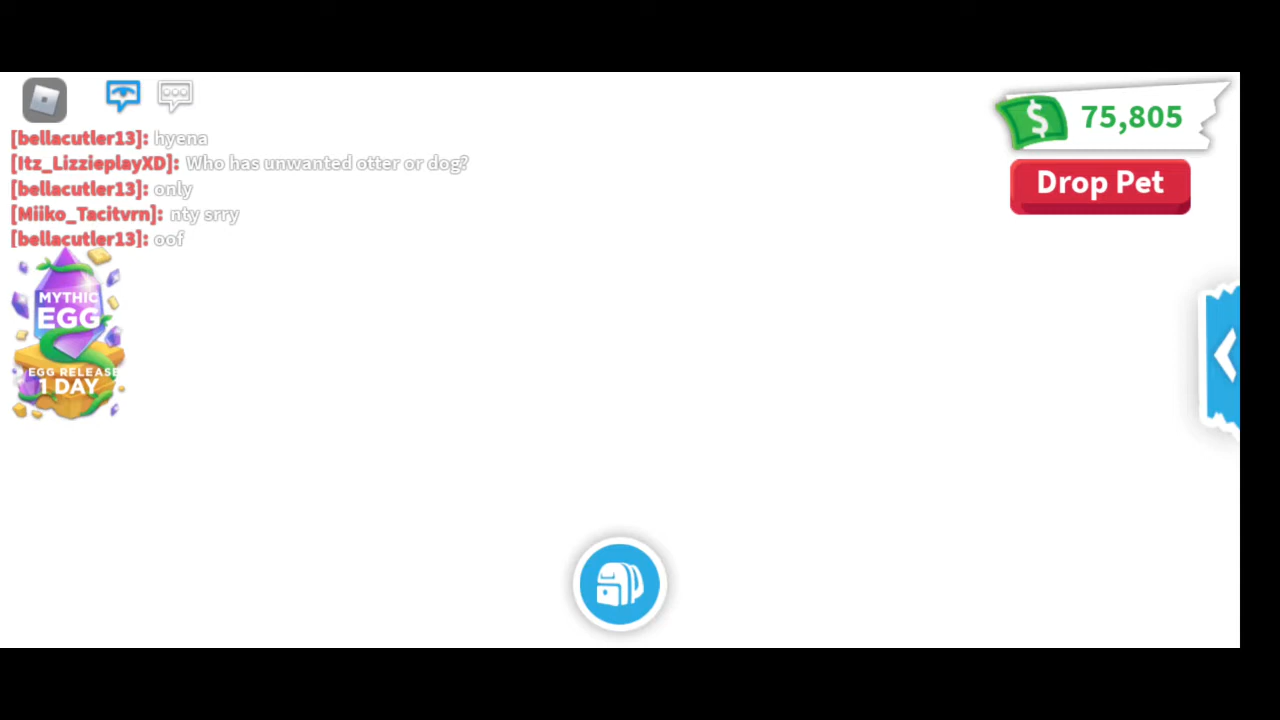 [bellacutler13]: hyena
[Itz_LizzieplayXD]: Who has unwanted otter or dog?
[bellacutler13]: only
[Miiko_Tacitvrn]: nty srry
[bellacutler13]: oof
MYTHIC
EGG
EGG RELEASE
1 DAY
$ 75,805
Drop Pet